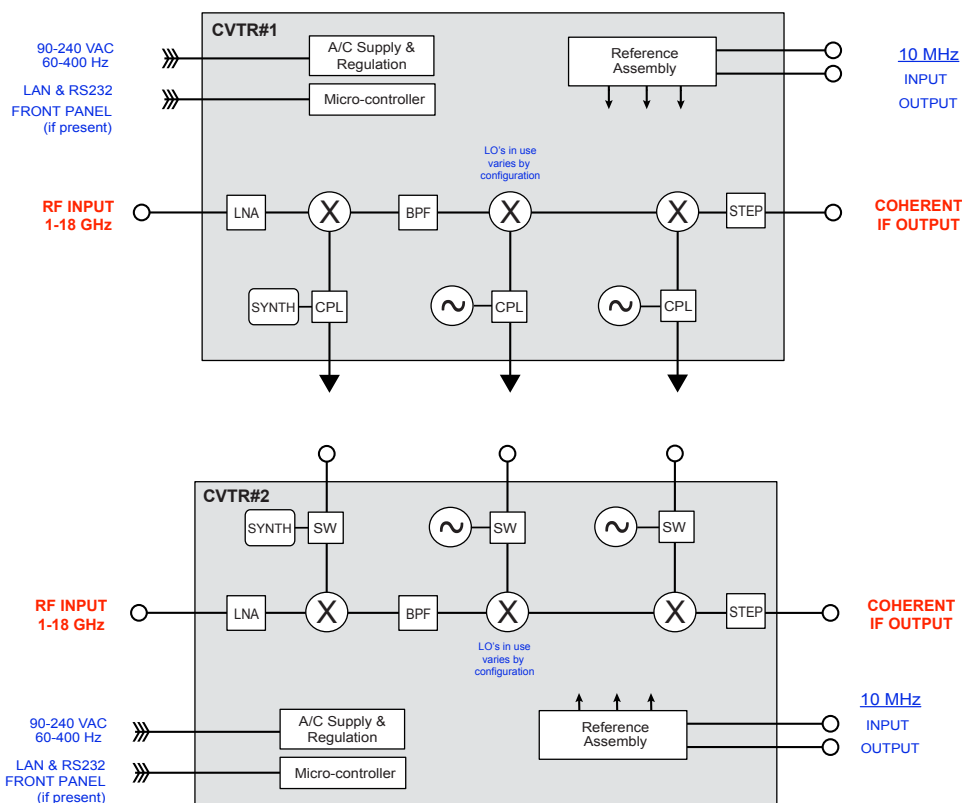 CVTR#1
90-240 VAC
60-400 Hz
A/C Supply &
Regulation
Reference
Assembly
10 MHz
INPUT
OUTPUT
LAN & RS232
FRONT PANEL
(if present)
Micro-controller
LO's in use
varies by
configuration
RF INPUT
1-18 GHz
LNA
X
BPF
X
X
STEP
COHERENT
IF OUTPUT
SYNTH
CPL
CPL
CPL
CVTR#2
SYNTH
SW
SW
SW
RF INPUT
1-18 GHz
LNA
X
BPF
X
X
STEP
COHERENT
IF OUTPUT
LO's in use
varies by
configuration
90-240 VAC
60-400 Hz
A/C Supply &
Regulation
Reference
Assembly
10 MHz
INPUT
OUTPUT
LAN & RS232
FRONT PANEL
(if present)
Micro-controller